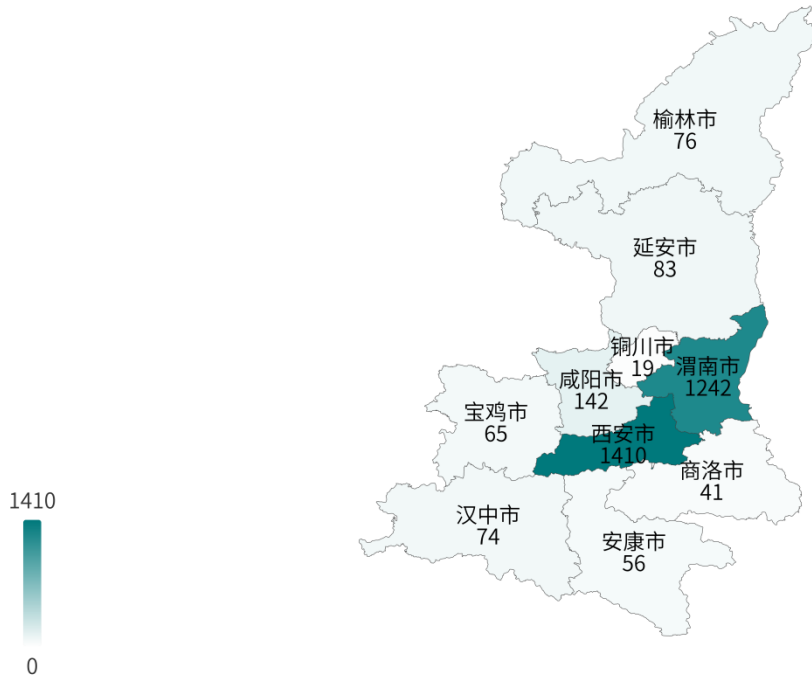 榆林市
76
延安市
83
铜川市
19
渭南市
1242
咸阳市
142
宝鸡市
65
西安市
1410
商洛市
41
汉中市
74
安康市
56
1410
0